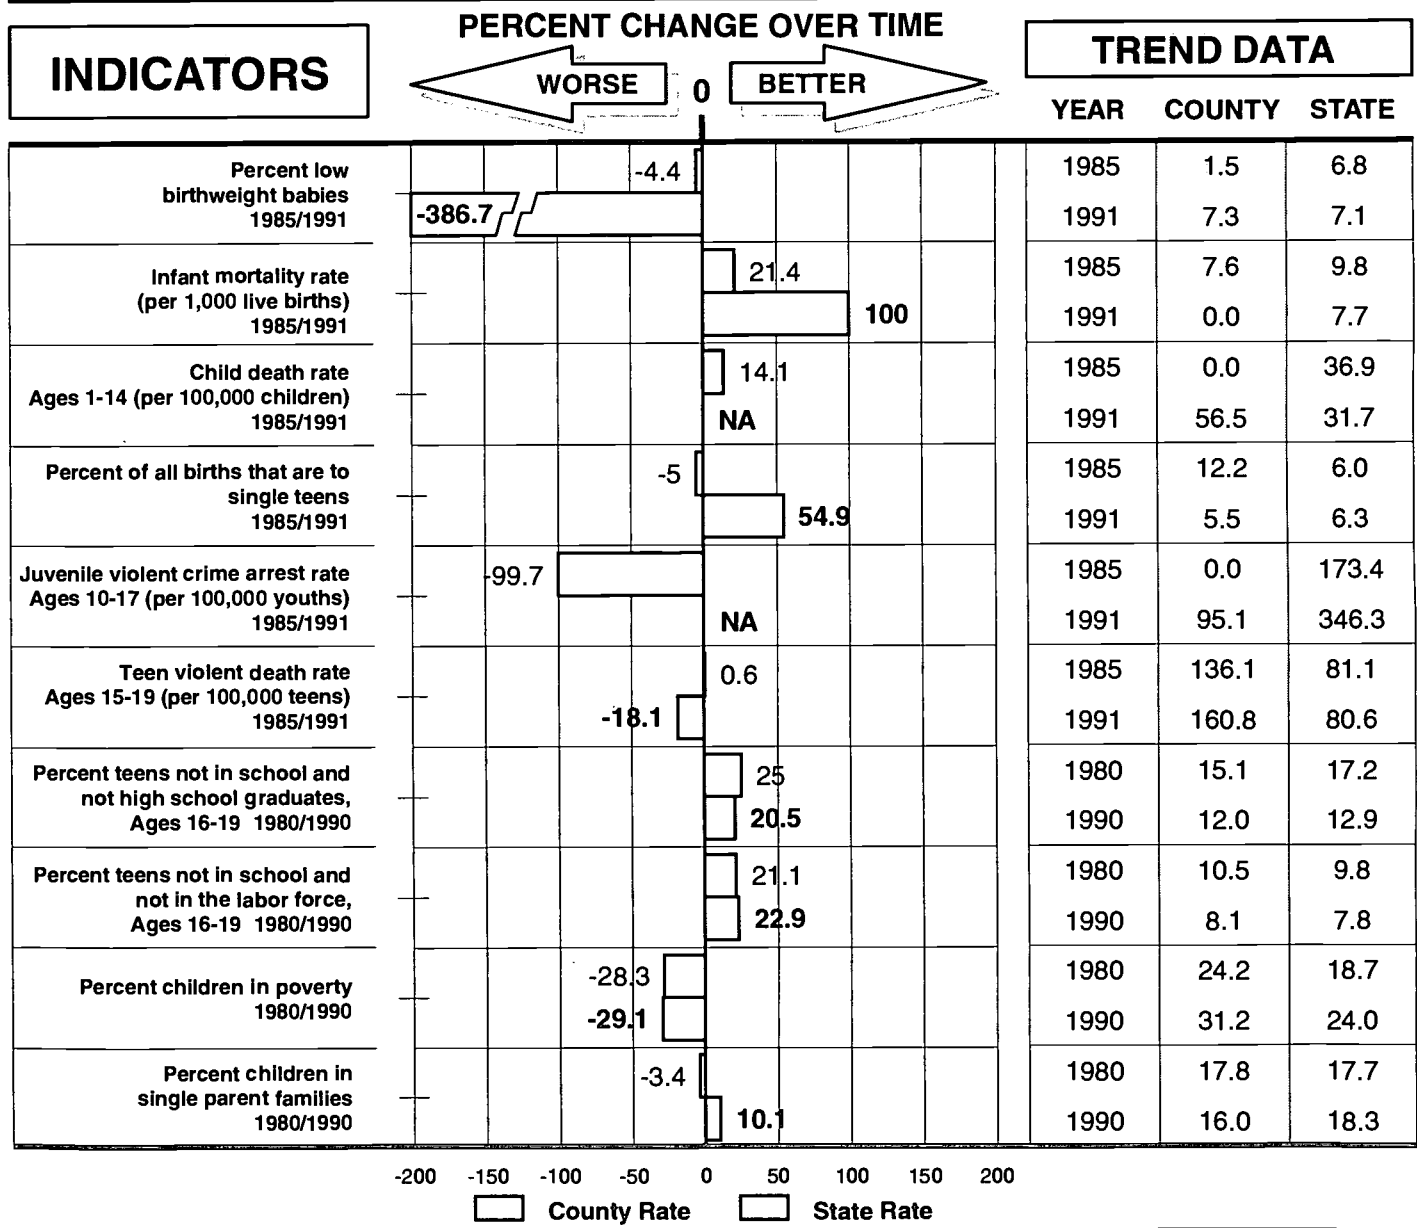 INDICATORS
PERCENT CHANGE OVER TIME
WORSE
0
BETTER
TREND DATA
YEAR COUNTY STATE
Percent low
birthweight babies
1985/1991
-4.4
-386.7
1985 1.5 6.8
1991 7.3 7.1
Infant mortality rate
(per 1,000 live births)
1985/1991
21.4
100
1985 7.6 9.8
1991 0.0 7.7
Child death rate
Ages 1-14 (per 100,000 children)
1985/1991
14.1
NA
1985 0.0 36.9
1991 56.5 31.7
Percent of all births that are to
single teens
1985/1991
-5
54.9
1985 12.2 6.0
1991 5.5 6.3
Juvenile violent crime arrest rate
Ages 10-17 (per 100,000 youths)
1985/1991
-99.7
NA
1985 0.0 173.4
1991 95.1 346.3
Teen violent death rate
Ages 15-19 (per 100,000 teens)
1985/1991
0.6
-18.1
1985 136.1 81.1
1991 160.8 80.6
Percent teens not in school and
not high school graduates,
Ages 16-19 1980/1990
25
20.5
1980 15.1 17.2
1990 12.0 12.9
Percent teens not in school and
not in the labor force,
Ages 16-19 1980/1990
21.1
22.9
1980 10.5 9.8
1990 8.1 7.8
Percent children in poverty
1980/1990
-28.3
-29.1
1980 24.2 18.7
1990 31.2 24.0
Percent children in
single parent families
1980/1990
-3.4
10.1
1980 17.8 17.7
1990 16.0 18.3
-200 -150 -100 -50 0 50 100 150 200
County Rate State Rate